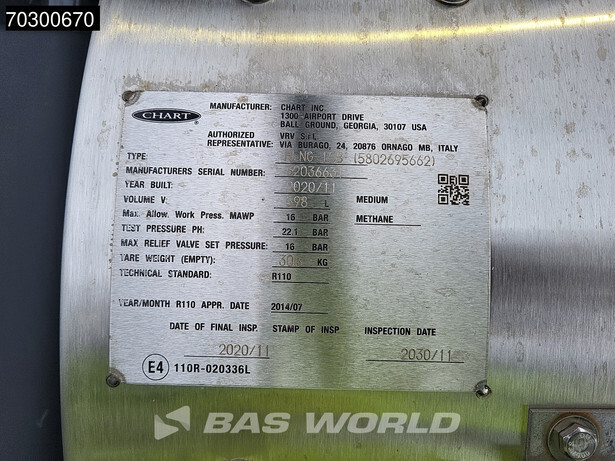 70300670
CHART
MANUFACTURER: CHART INC.
1300 AIRPORT DRIVE
BALL GROUND, GEORGIA, 30107 USA
AUTHORIZED VRV S.r.L
REPRESENTATIVE: VIA BURAGO, 24, 20876 ORNAGO MB, ITALY
TYPE: (5802695662)
MANUFACTURERS SERIAL NUMBER:
YEAR BUILT: 2020/11
VOLUME V: L MEDIUM
Max. Allow. Work Press. MAWP 16 BAR METHANE
TEST PRESSURE PH: 22.1 BAR
MAX RELIEF VALVE SET PRESSURE: 16 BAR
TARE WEIGHT (EMPTY): KG
TECHNICAL STANDARD: R110
YEAR/MONTH R110 APPR. DATE 2014/07
DATE OF FINAL INSP. STAMP OF INSP. INSPECTION DATE
2020/11 2030/11
E4 110R-020336L
BAS WORLD